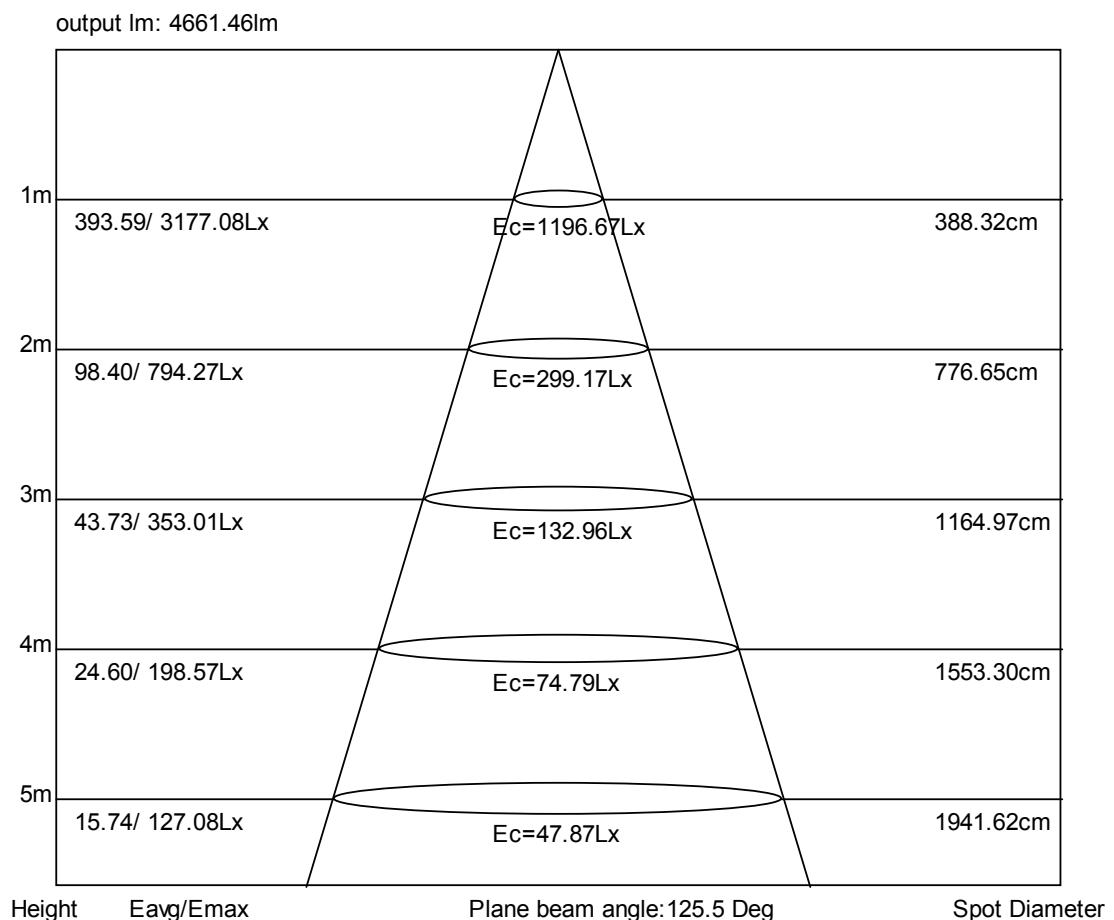 output lm: 4661.46lm
1m
393.59/ 3177.08Lx
Ec=1196.67Lx
388.32cm
2m
98.40/ 794.27Lx
Ec=299.17Lx
776.65cm
3m
43.73/ 353.01Lx
Ec=132.96Lx
1164.97cm
4m
24.60/ 198.57Lx
Ec=74.79Lx
1553.30cm
5m
15.74/ 127.08Lx
Ec=47.87Lx
1941.62cm
Height Eavg/Emax Plane beam angle:125.5 Deg Spot Diameter